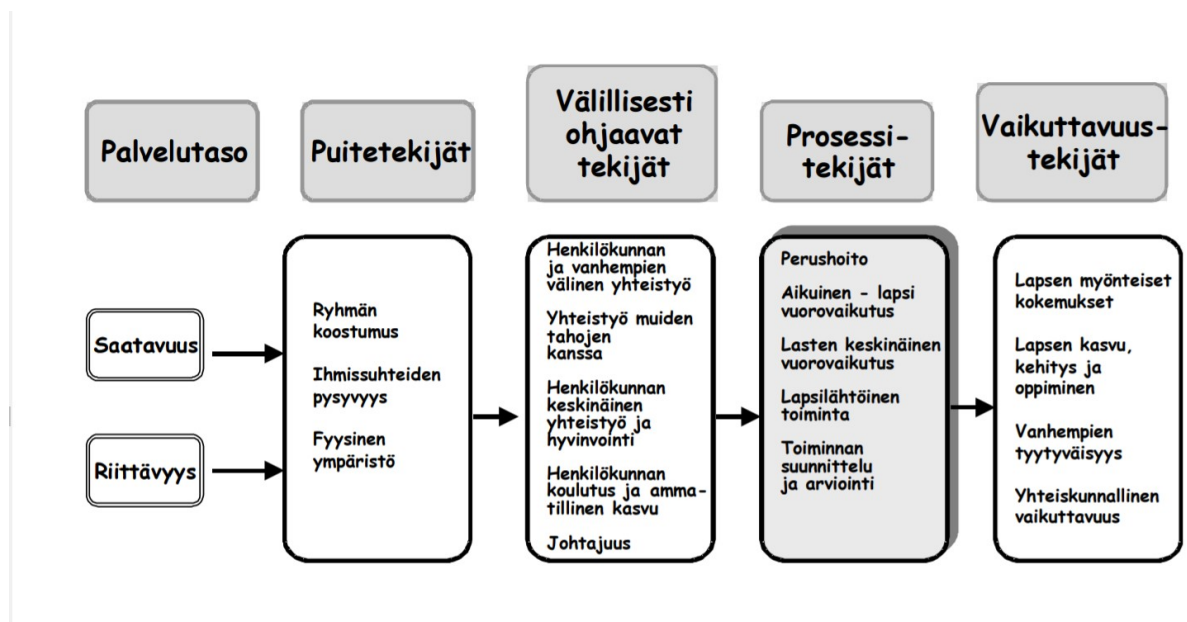 Palvelutaso
Puitetekijät
Välillisesti
ohjaavat
tekijät
Prosessi-
tekijät
Vaikuttavuus-
tekijät
Saatavuus
Riittävyys
Ryhmän
koostumus
Ihmissuhteiden
pysyvyys
Fyysinen
ympäristö
Henkilökunnan
ja vanhempien
välinen yhteistyö
Yhteistyö muiden
tahojen
kanssa
Henkilökunnan
keskinäinen
yhteistyö ja
hyvinvointi
Henkilökunnan
koulutus ja amma-
tillinen kasvu
Johtajuus
Perushoito
Aikuinen - lapsi
vuorovaikutus
Lasten keskinäinen
vuorovaikutus
Lapsilähtöinen
toiminta
Toiminnan
suunnittelu
ja arviointi
Lapsen myönteiset
kokemukset
Lapsen kasvu,
kehitys ja
oppiminen
Vanhempien
tyytyväisyys
Yhteiskunnallinen
vaikuttavuus